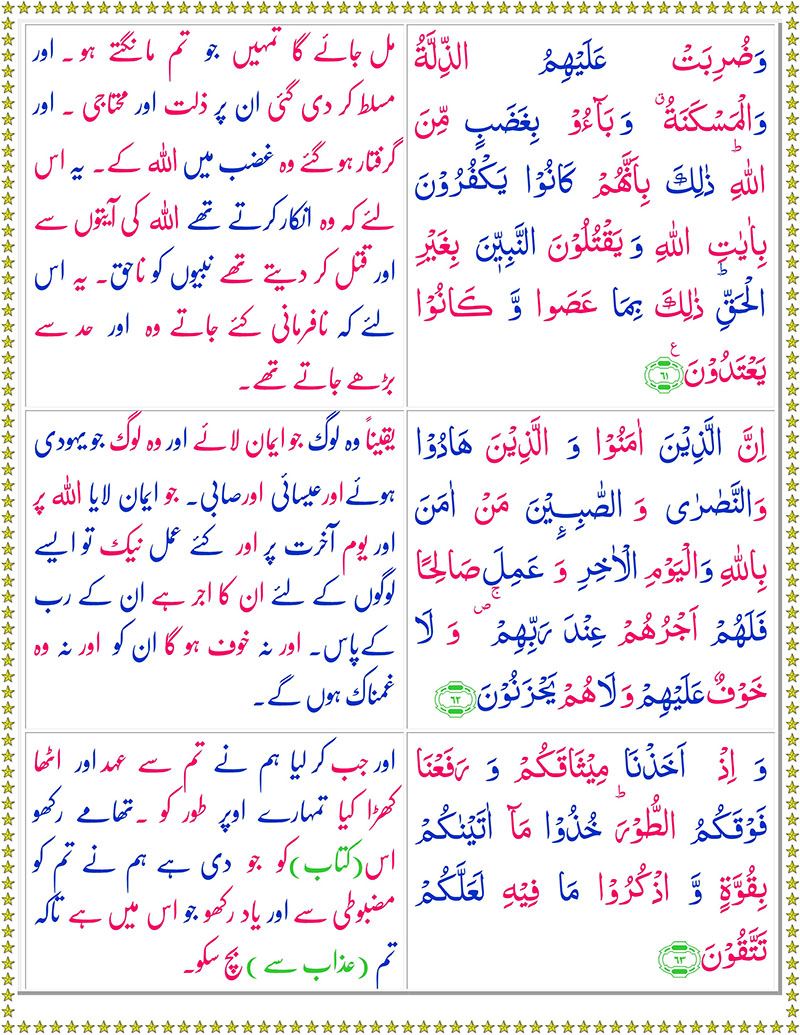 وَضُرِبَتْ عَلَيْهِمُ الذِّلَّةُ
وَالْمَسْكَنَةُ ۗ وَ بَآءُوْ بِغَضَبٍ مِّنَ
اللّٰهِ ؕ ذٰلِكَ بِاَنَّهُمْ كَانُوْا يَكْفُرُوْنَ
بِاٰيٰتِ اللّٰهِ وَ يَقْتُلُوْنَ النَّبِيّٖنَ بِغَيْرِ
الْحَقِّ ؕ ذٰلِكَ بِمَا عَصَوا وَّ كَانُوْا
يَعْتَدُوْنَ ۧ ٦١
مل جائے گا تمہیں جو تم مانگتے ہو۔ اور
مسلط کر دی گئی ان پر ذلت اور محتاجی ۔ اور
گرفتار ہو گئے وہ غضب میں اللہ کے۔ یہ اس
لئے کہ وہ انکار کرتے تھے اللہ کی آیتوں سے
اور قتل کر دیتے تھے نبیوں کو ناحق۔ یہ اس
لئے کہ نافرمانی کئے جاتے وہ اور حد سے
بڑھے جاتے تھے۔
اِنَّ الَّذِيْنَ اٰمَنُوْا وَ الَّذِيْنَ هَادُوْا
وَالنَّصٰرٰى وَ الصّٰبِـِٕيْنَ مَنْ اٰمَنَ
بِاللّٰهِ وَالْيَوْمِ الْاٰخِرِ وَ عَمِلَ صَالِحًا
فَلَهُمْ اَجْرُهُمْ عِنْدَ رَبِّهِمْ ۪ۚ وَ لَا
خَوْفٌ عَلَيْهِمْ وَ لَا هُمْ يَحْزَنُوْنَ ٦٢
یقیناً وہ لوگ جو ایمان لائے اور وہ لوگ جو یہودی
ہوئے اور عیسائی اور صابی۔ جو ایمان لایا اللہ پر
اور یوم آخرت پر اور کئے عمل نیک تو ایسے
لوگوں کے لئے ان کا اجر ہے ان کے رب
کے پاس۔ اور نہ خوف ہو گا ان کو اور نہ وہ
غمناک ہوں گے۔
وَ اِذْ اَخَذْنَا مِيْثَاقَكُمْ وَ رَفَعْنَا
فَوْقَكُمُ الطُّوْرَ ؕ خُذُوْا مَآ اٰتَيْنٰكُمْ
بِقُوَّةٍ وَّ اذْكُرُوْا مَا فِيْهِ لَعَلَّكُمْ
تَتَّقُوْنَ ٦٣
اور جب کر لیا ہم نے تم سے عہد اور اٹھا
کھڑا کیا تمہارے اوپر طور کو ۔تھامے رکھو
اس (کتاب) کو جو دی ہے ہم نے تم کو
مضبوطی سے اور یاد رکھو جو اس میں ہے تاکہ
تم (عذاب سے ) بچ سکو۔